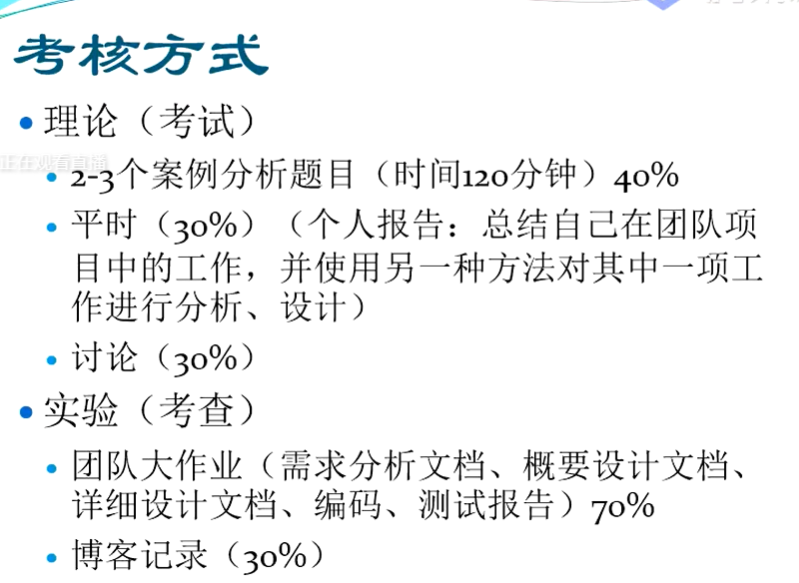 考核方式
• 理论（考试）
正在观看直播
• 2-3个案例分析题目（时间120分钟）40%
• 平时（30%）（个人报告：总结自己在团队项
目中的工作，并使用另一种方法对其中一项工
作进行分析、设计）
• 讨论（30%）
• 实验（考查）
• 团队大作业（需求分析文档、概要设计文档、
详细设计文档、编码、测试报告）70%
• 博客记录（30%）